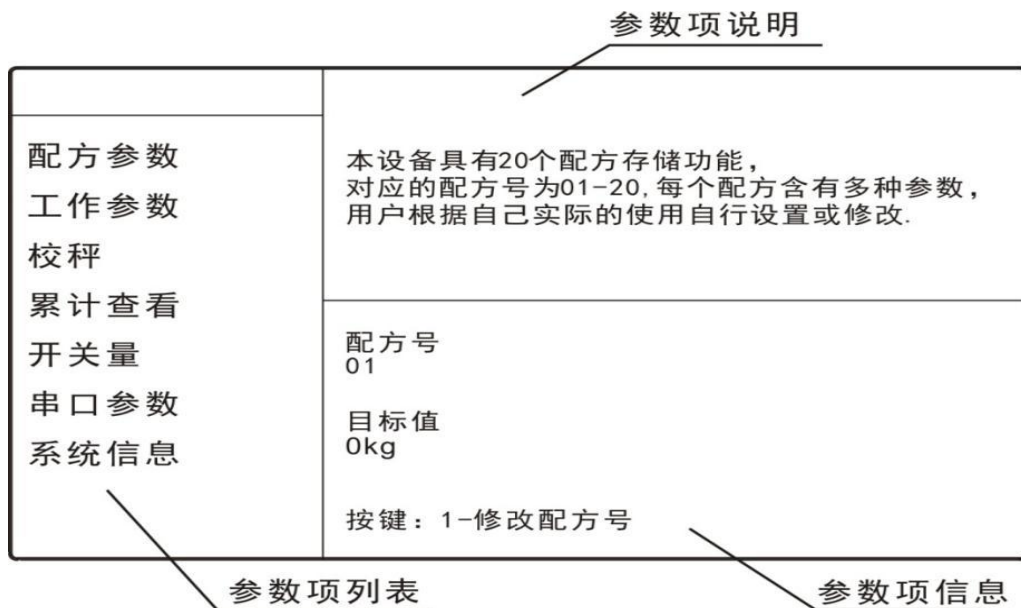 参数项说明
配方参数
工作参数
校秤
累计查看
开关量
串口参数
系统信息
本设备具有20个配方存储功能，
对应的配方号为01-20,每个配方含有多种参数，
用户根据自己实际的使用自行设置或修改.
配方号
01
目标值
0kg
按键：1-修改配方号
参数项列表
参数项信息